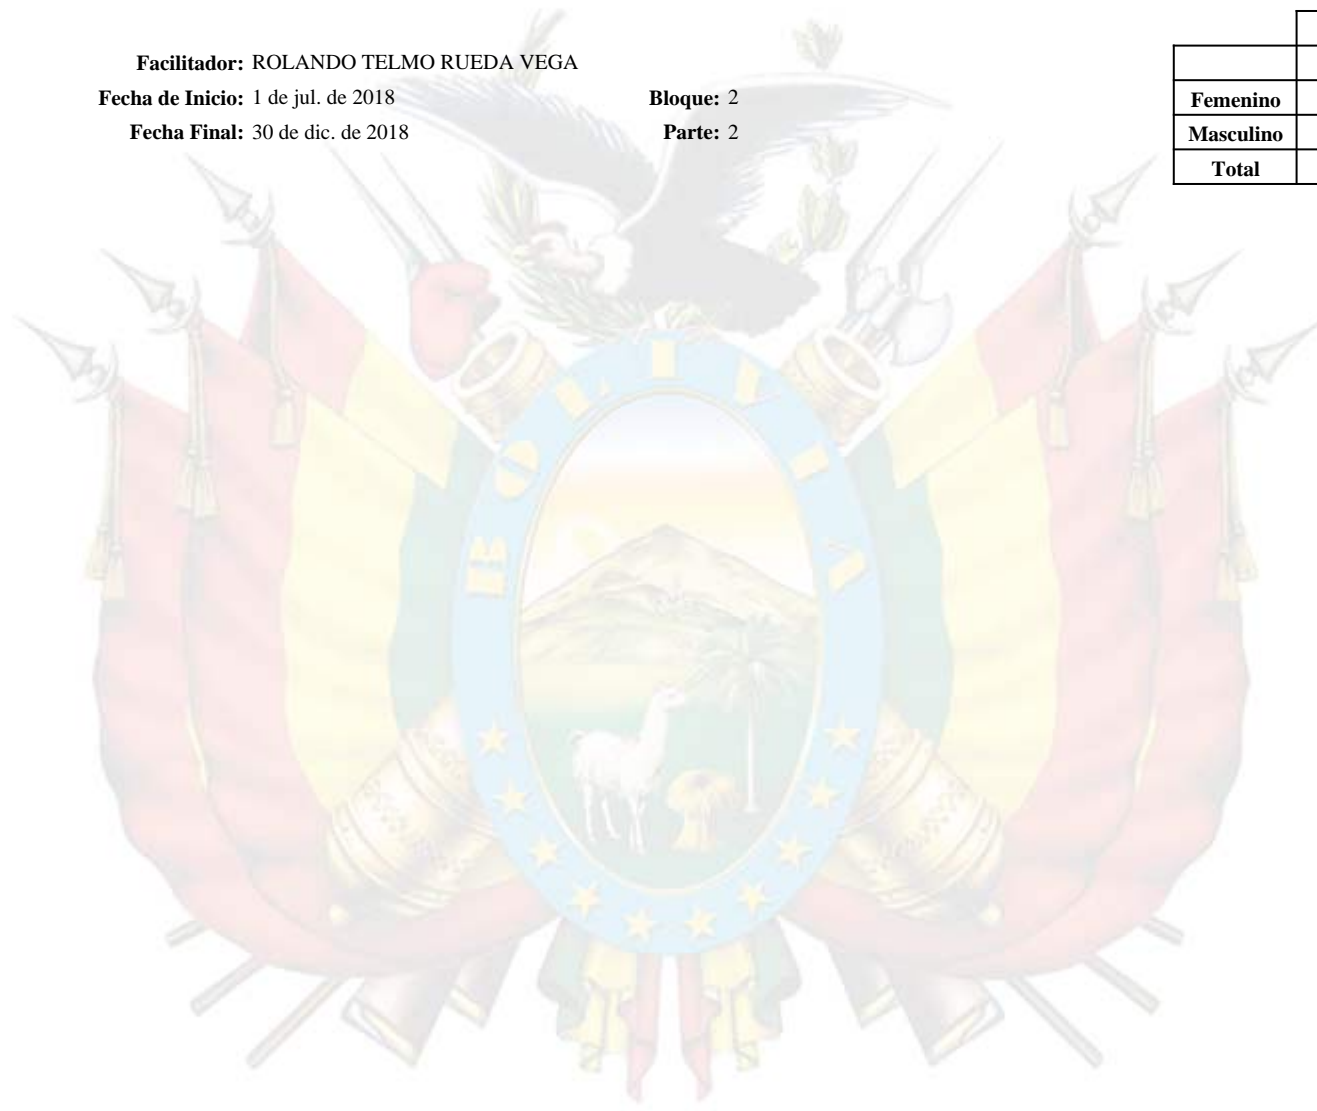 Facilitador: ROLANDO TELMO RUEDA VEGA
Fecha de Inicio: 1 de jul. de 2018 Bloque: 2
Fecha Final: 30 de dic. de 2018 Parte: 2
Femenino
Masculino
Total
BOLIVIA